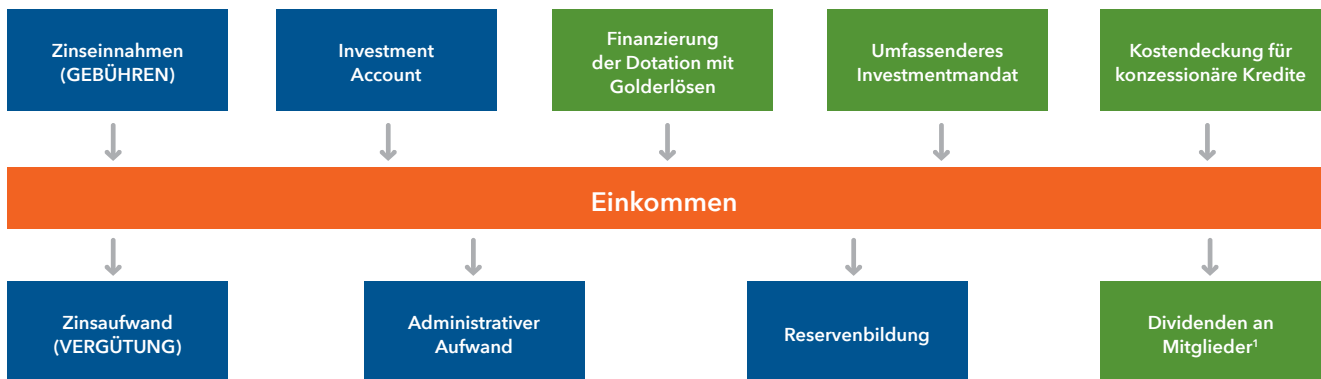 Zinseinnahmen
(GEBÜHREN)
Investment
Account
Finanzierung
der Dotation mit
Golderlösen
Umfassenderes
Investmentmandat
Kostendeckung für
konzessionäre Kredite
Einkommen
Zinsaufwand
(VERGÜTUNG)
Administrativer
Aufwand
Reservenbildung
Dividenden an
Mitglieder¹